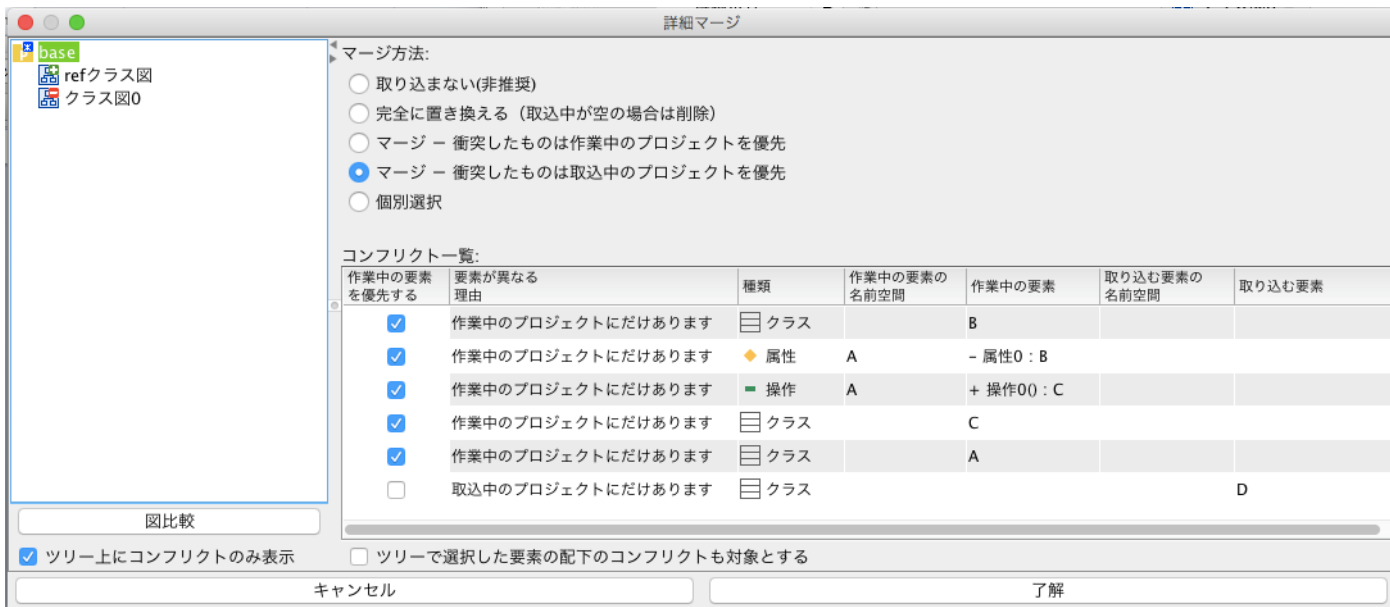 詳細マージ
base
refクラス図
クラス図0
図比較
ツリー上にコンフリクトのみ表示
マージ方法:
取り込まない(非推奨)
完全に置き換える（取込中が空の場合は削除）
マージ － 衝突したものは作業中のプロジェクトを優先
マージ － 衝突したものは取込中のプロジェクトを優先
個別選択
コンフリクト一覧:
作業中の要素を優先する 要素が異なる理由 種類 作業中の要素の名前空間 作業中の要素 取り込む要素の名前空間 取り込む要素
作業中のプロジェクトにだけあります クラス B
作業中のプロジェクトにだけあります 属性 A - 属性0 : B
作業中のプロジェクトにだけあります 操作 A + 操作0() : C
作業中のプロジェクトにだけあります クラス C
作業中のプロジェクトにだけあります クラス A
取込中のプロジェクトにだけあります クラス D
ツリーで選択した要素の配下のコンフリクトも対象とする
キャンセル
了解